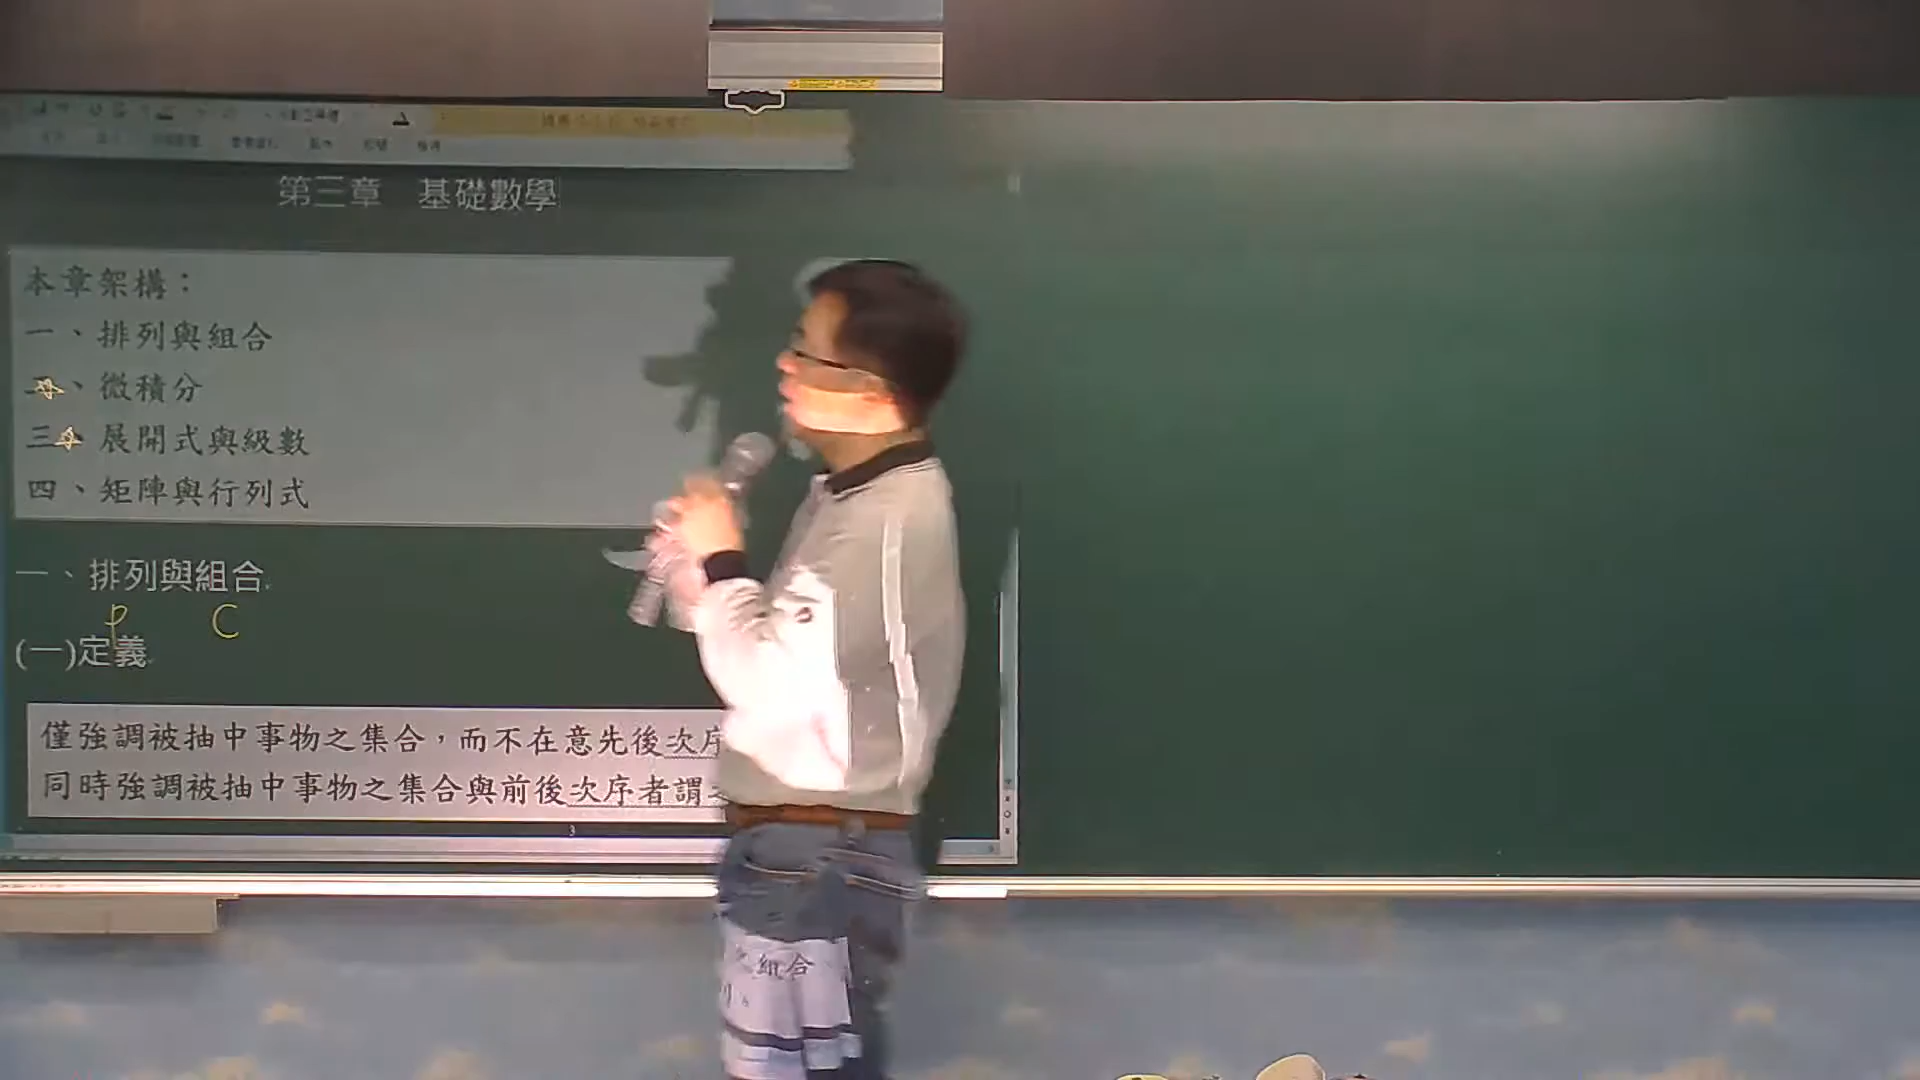 第三章 基礎數學
本章架構：
一、排列與組合
、微積分
三、展開式與級數
四、矩陣與行列式
一、排列與組合
P C
(一)定義
僅強調被抽中事物之集合，而不在意先後次序
同時強調被抽中事物之集合與前後次序者謂
3
組合